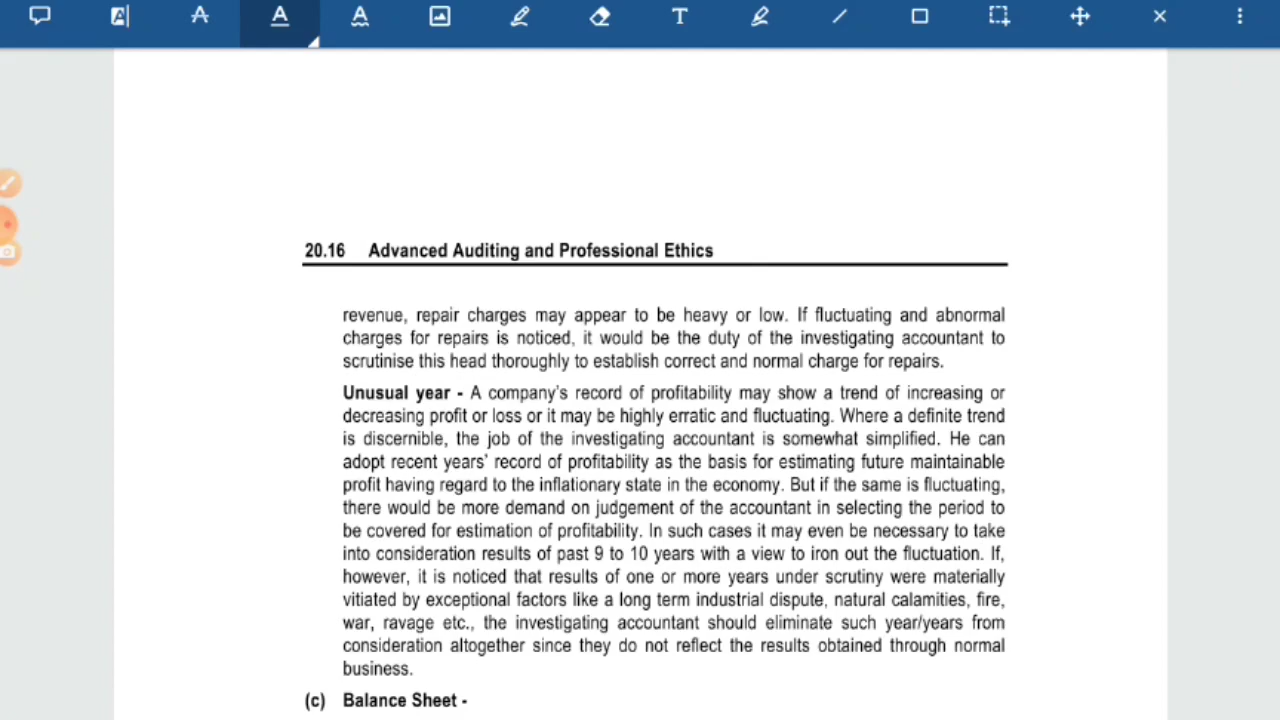 20.16 Advanced Auditing and Professional Ethics
revenue, repair charges may appear to be heavy or low. If fluctuating and abnormal
charges for repairs is noticed, it would be the duty of the investigating accountant to
scrutinise this head thoroughly to establish correct and normal charge for repairs.
Unusual year - A company's record of profitability may show a trend of increasing or
decreasing profit or loss or it may be highly erratic and fluctuating. Where a definite trend
is discernible, the job of the investigating accountant is somewhat simplified. He can
adopt recent years' record of profitability as the basis for estimating future maintainable
profit having regard to the inflationary state in the economy. But if the same is fluctuating,
there would be more demand on judgement of the accountant in selecting the period to
be covered for estimation of profitability. In such cases it may even be necessary to take
into consideration results of past 9 to 10 years with a view to iron out the fluctuation. If,
however, it is noticed that results of one or more years under scrutiny were materially
vitiated by exceptional factors like a long term industrial dispute, natural calamities, fire,
war, ravage etc., the investigating accountant should eliminate such year/years from
consideration altogether since they do not reflect the results obtained through normal
business.
(c) Balance Sheet -